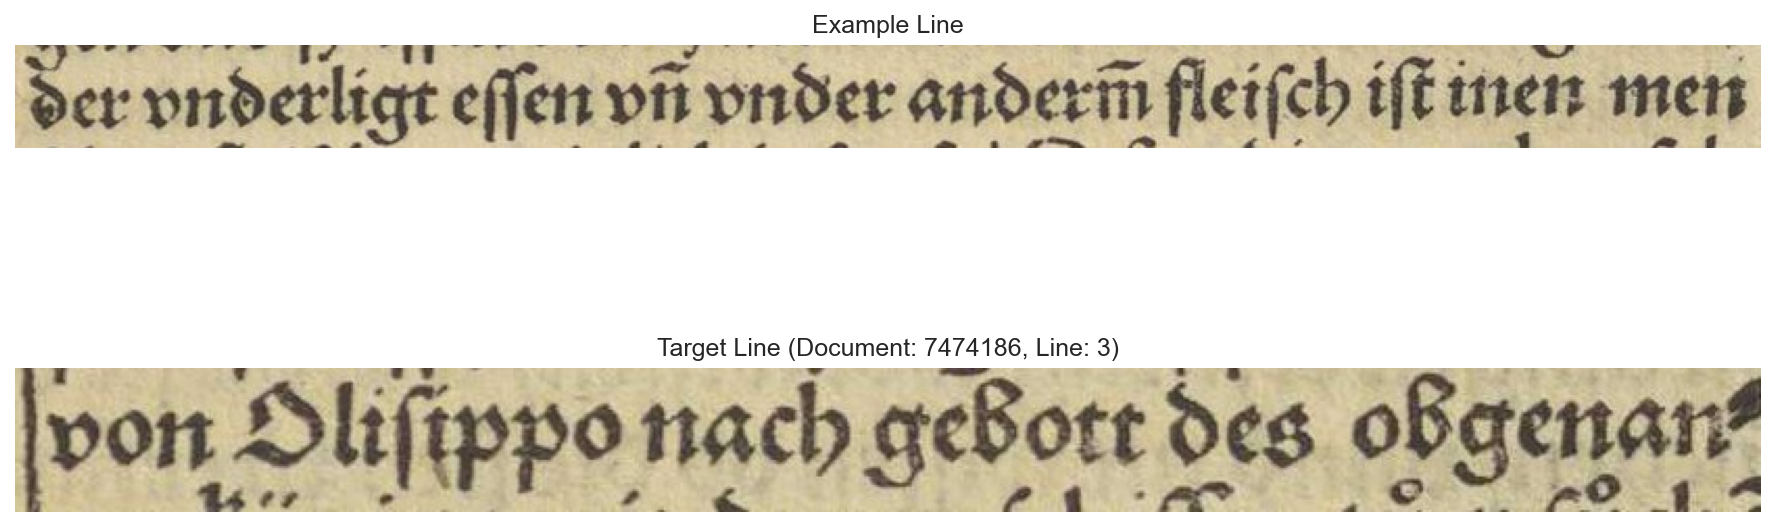 Example Line
der vnderligt eſſen vn̄ vnder anderm̄ fleiſch iſt inen men
Target Line (Document: 7474186, Line: 3)
von Oliſippo nach gebott des obgenan⸗